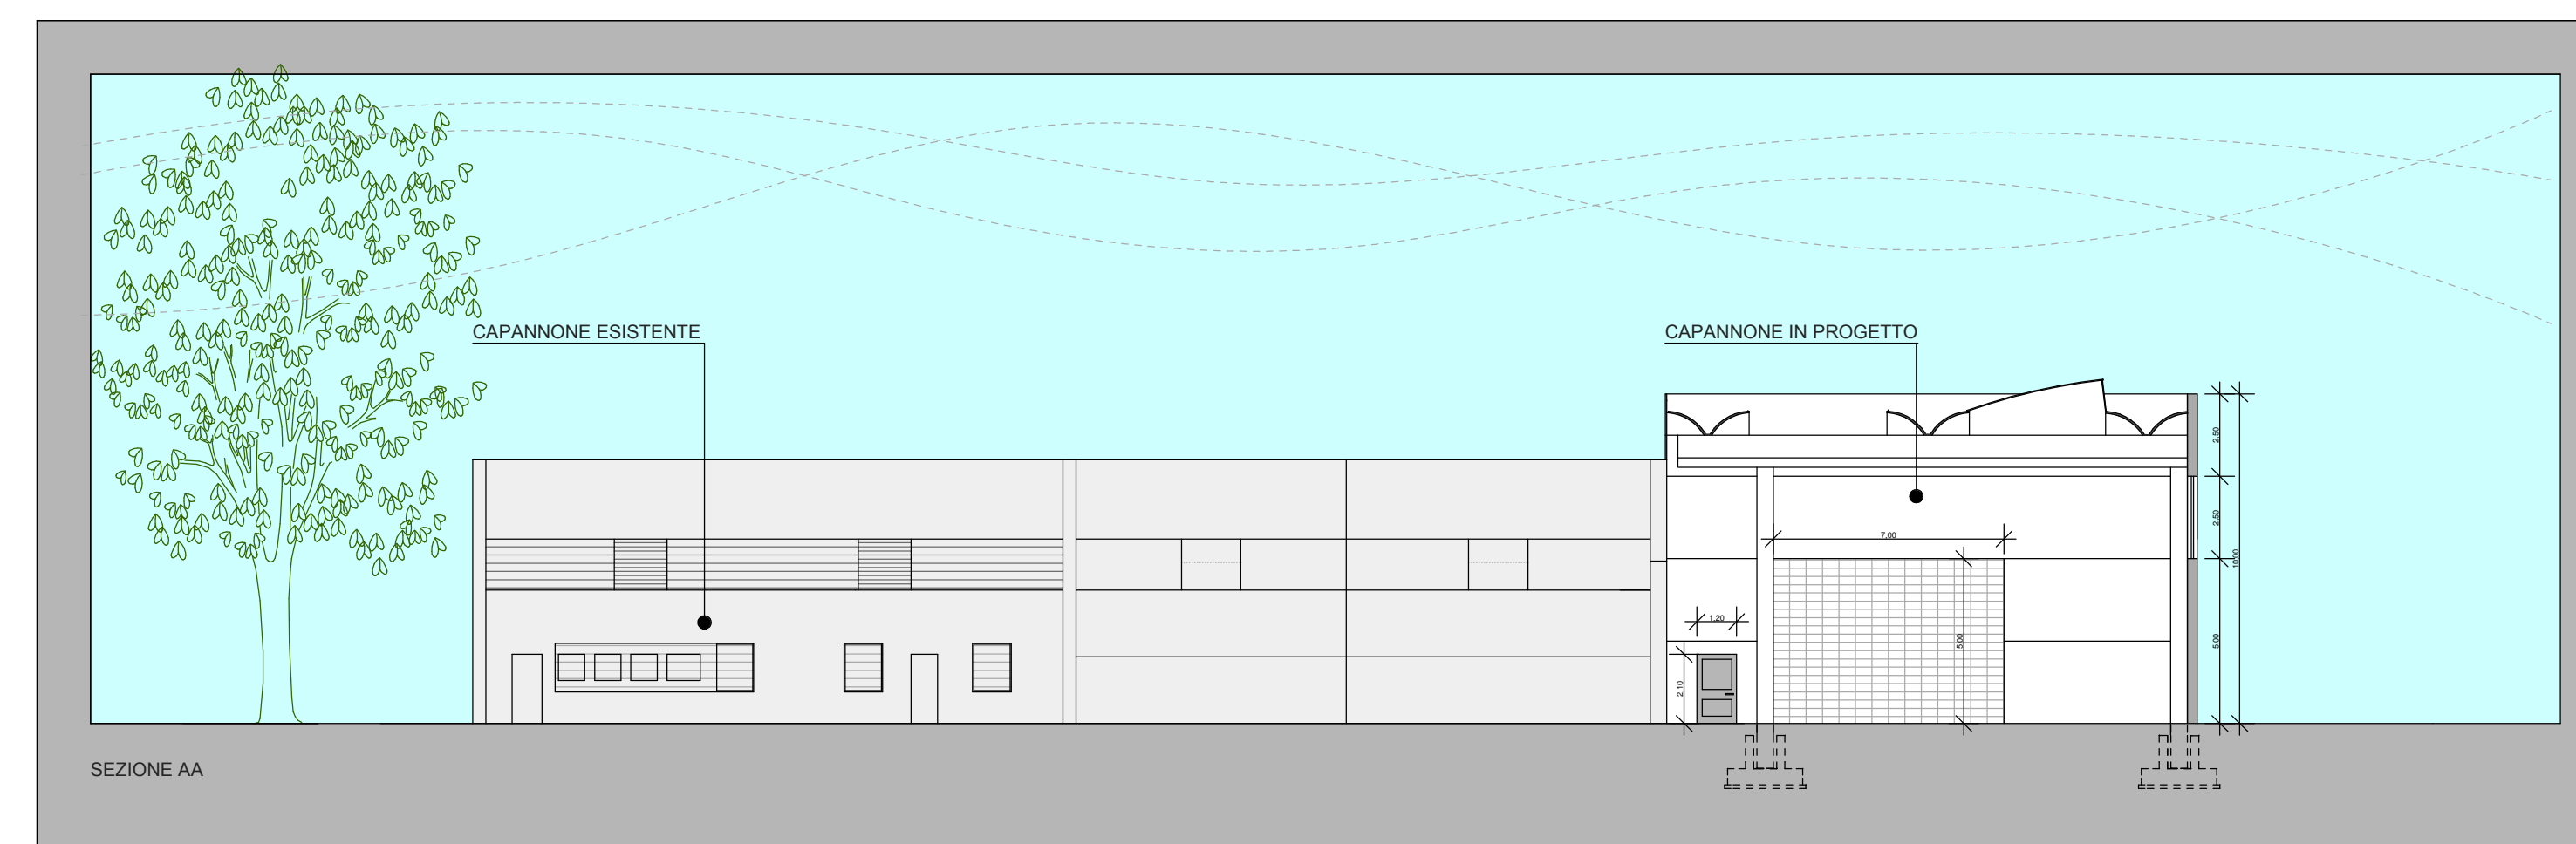 CAPANNONE ESISTENTE
CAPANNONE IN PROGETTO
2,50
2,50
10,00
7,00
5,00
5,00
1,20
2,10
SEZIONE AA